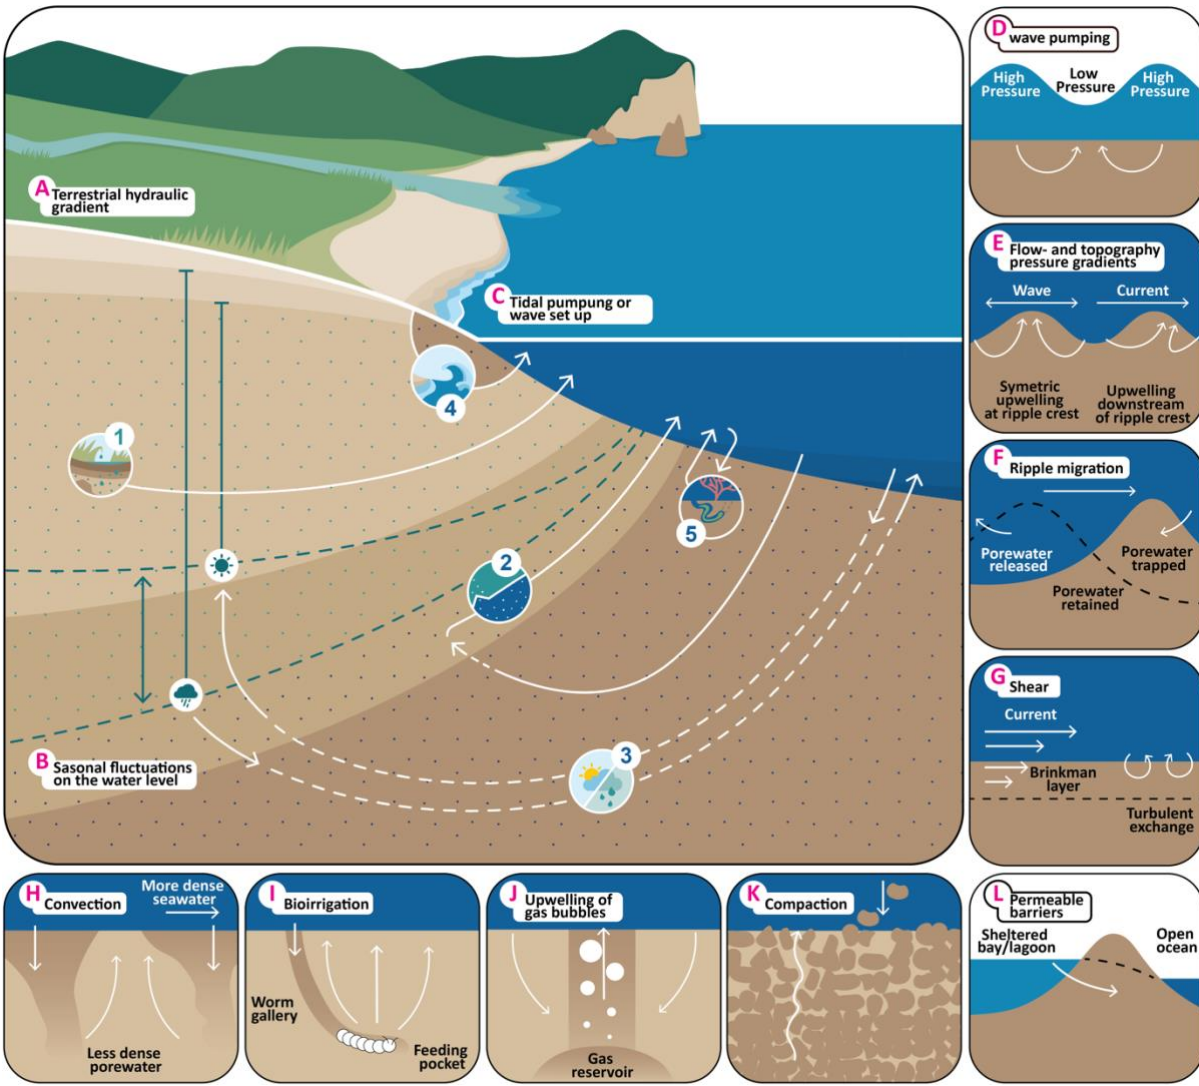 A Terrestrial hydraulic
gradient
C Tidal pumpung or
wave set up
4
1
5
2
B Sasonal fluctuations
on the water level
3
D wave pumping
High
Pressure
Low
Pressure
High
Pressure
E Flow- and topography
pressure gradients
Wave
Current
Symetric
upwelling
at ripple crest
Upwelling
downstream
of ripple crest
F Ripple migration
Porewater
released
Porewater
trapped
Porewater
retained
G Shear
Current
Brinkman
layer
Turbulent
exchange
H Convection
More dense
seawater
Less dense
porewater
I Bioirrigation
Worm
gallery
Feeding
pocket
J Upwelling of
gas bubbles
Gas
reservoir
K Compaction
L Permeable
barriers
Sheltered
bay/lagoon
Open
ocean